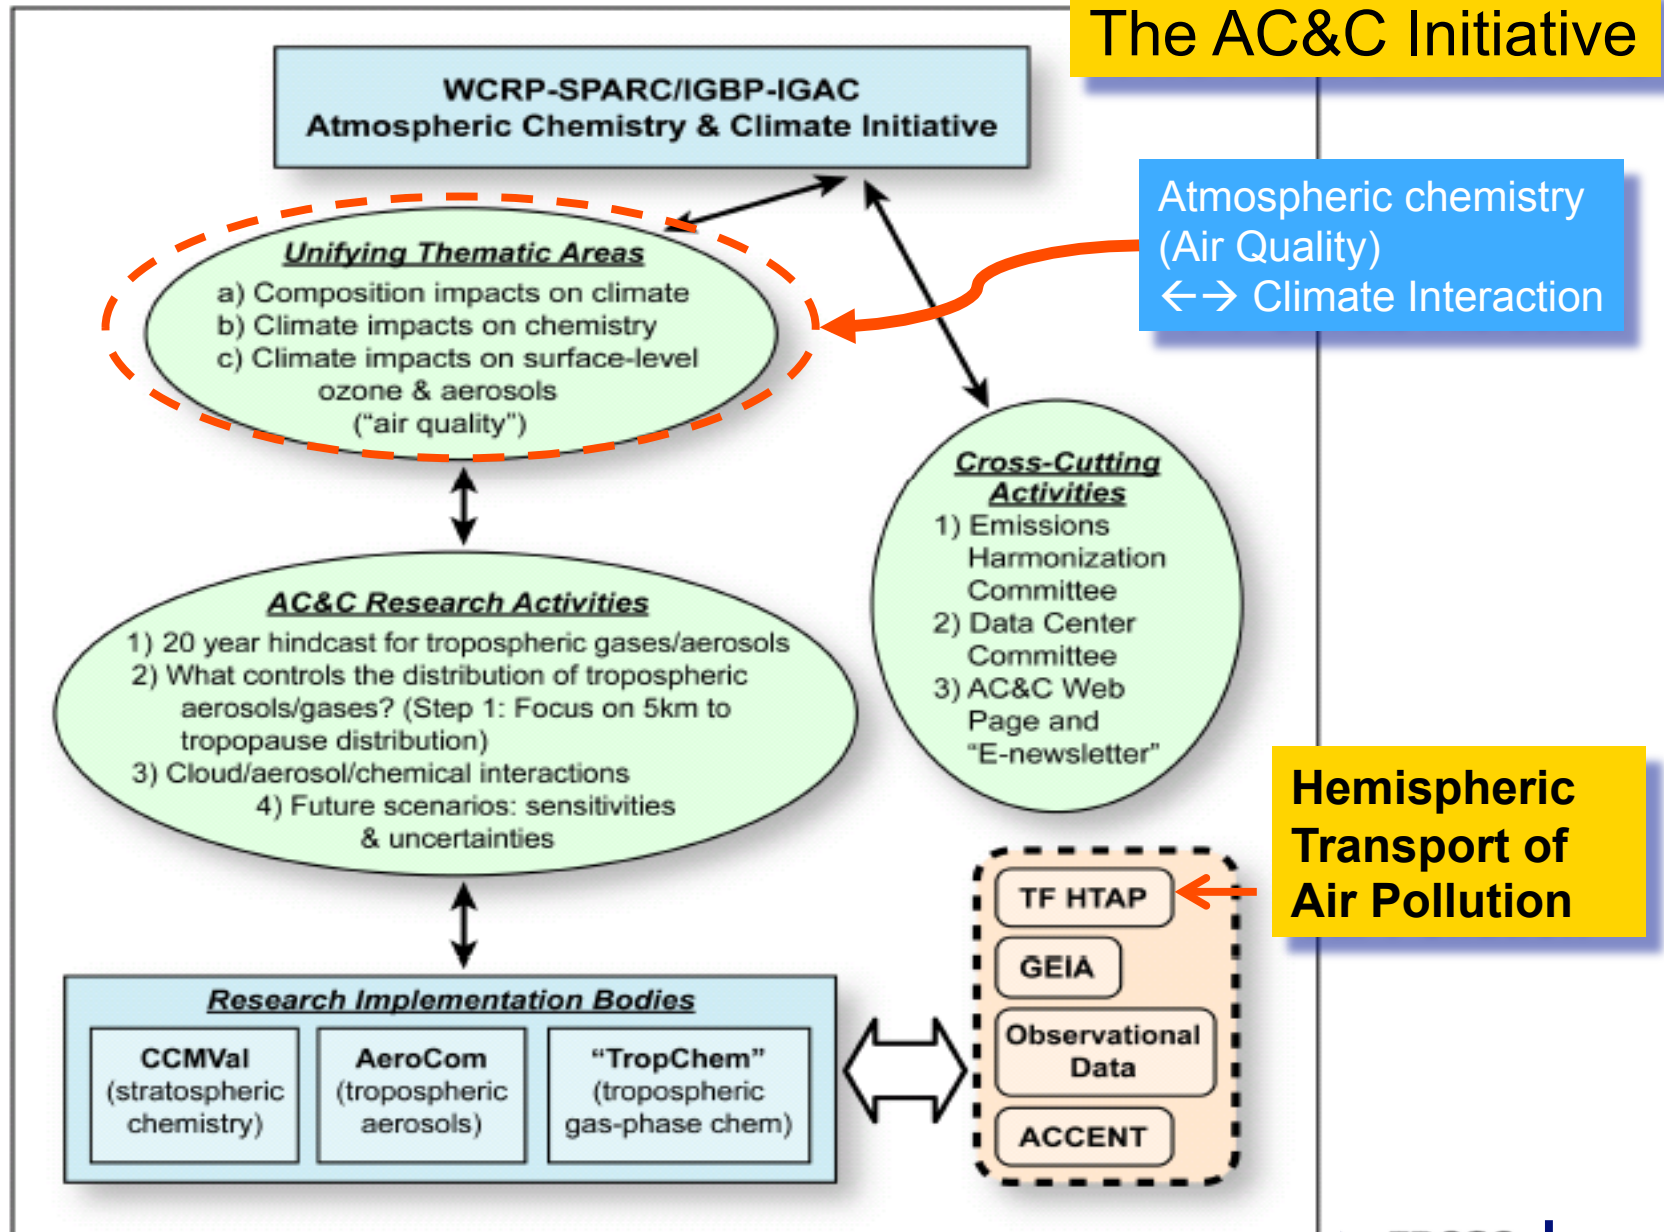 The AC&C Initiative
WCRP-SPARC/IGBP-IGAC
Atmospheric Chemistry & Climate Initiative
Atmospheric chemistry
(Air Quality)
←→ Climate Interaction
Unifying Thematic Areas
a) Composition impacts on climate
b) Climate impacts on chemistry
c) Climate impacts on surface-level
ozone & aerosols
(“air quality”)
Cross-Cutting
Activities
1) Emissions
Harmonization
Committee
2) Data Center
Committee
3) AC&C Web
Page and
“E-newsletter”
AC&C Research Activities
1) 20 year hindcast for tropospheric gases/aerosols
2) What controls the distribution of tropospheric
aerosols/gases? (Step 1: Focus on 5km to
tropopause distribution)
3) Cloud/aerosol/chemical interactions
4) Future scenarios: sensitivities
& uncertainties
Hemispheric
Transport of
Air Pollution
TF HTAP
GEIA
Observational
Data
ACCENT
Research Implementation Bodies
CCMVal
(stratospheric
chemistry)
AeroCom
(tropospheric
aerosols)
“TropChem”
(tropospheric
gas-phase chem)